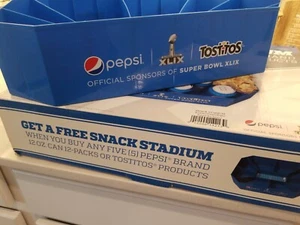 pepsi XLIX TOSTITOS
OFFICIAL SPONSORS OF SUPER BOWL XLIX
GET A FREE SNACK STADIUM
WHEN YOU BUY ANY FIVE (5) PEPSI® BRAND
12 OZ. CAN 12-PACKS OR TOSTITOS® PRODUCTS
pepsi